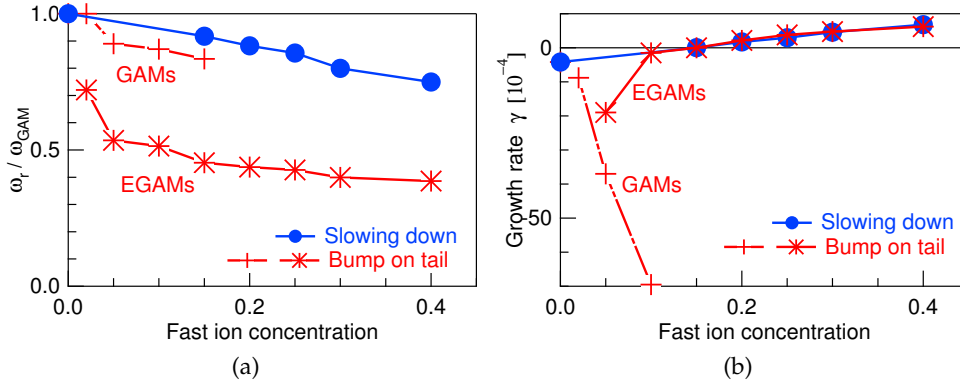 1.0
0.5
0.0
ω_r / ω_GAM
GAMs
EGAMs
Slowing down
Bump on tail
0.0 0.2 0.4
Fast ion concentration
(a)
0
-50
Growth rate γ [10⁻⁴]
EGAMs
GAMs
Slowing down
Bump on tail
0.0 0.2 0.4
Fast ion concentration
(b)